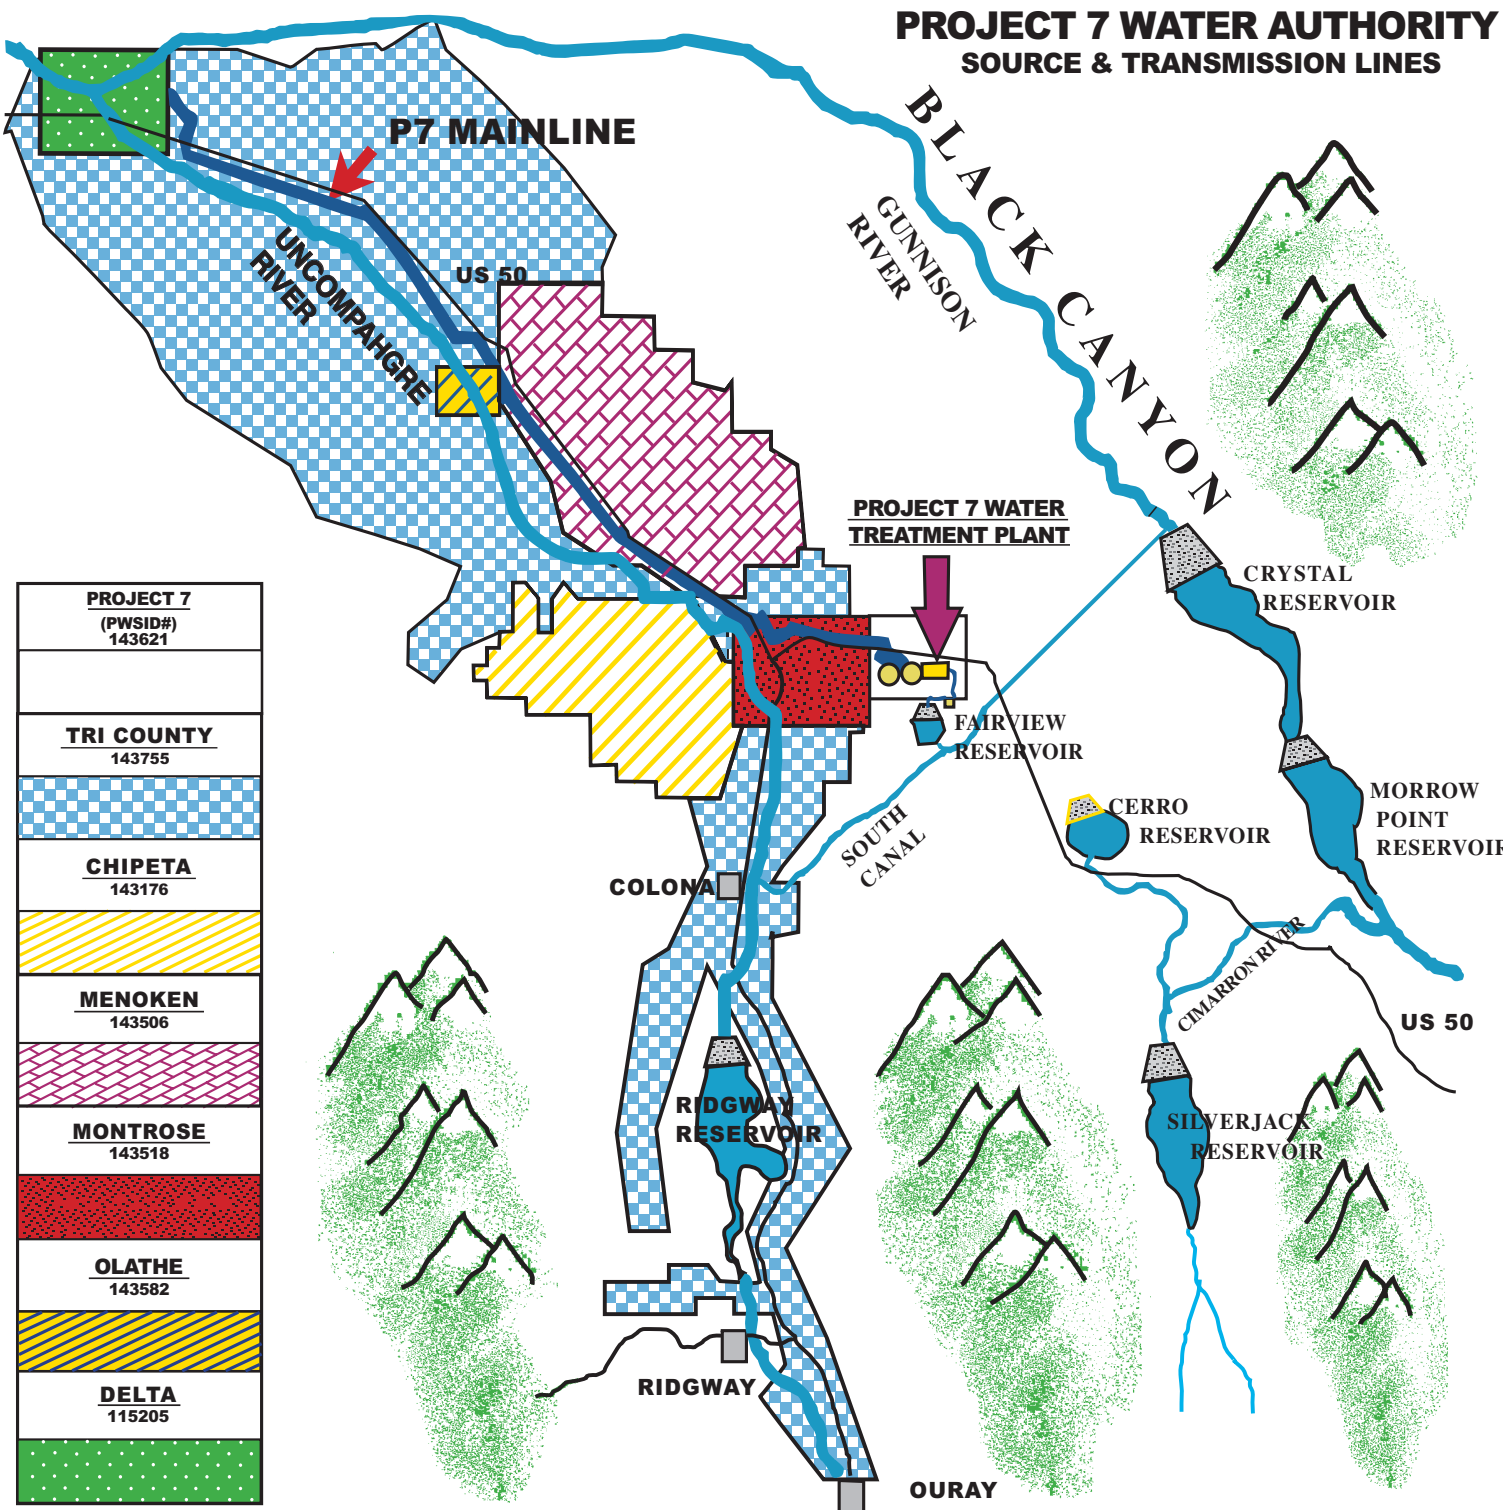 PROJECT 7 WATER AUTHORITY
SOURCE & TRANSMISSION LINES
P7 MAINLINE
BLACK CANYON
GUNNISON
RIVER
UNCOMPAHGRE
RIVER
US 50
PROJECT 7 WATER
TREATMENT PLANT
CRYSTAL
RESERVOIR
FAIRVIEW
RESERVOIR
MORROW
POINT
RESERVOIR
CERRO
RESERVOIR
SOUTH
CANAL
COLONA
CIMARRON RIVER
US 50
RIDGWAY
RESERVOIR
SILVERJACK
RESERVOIR
RIDGWAY
OURAY
PROJECT 7
(PWSID#)
143621
TRI COUNTY
143755
CHIPETA
143176
MENOKEN
143506
MONTROSE
143518
OLATHE
143582
DELTA
115205